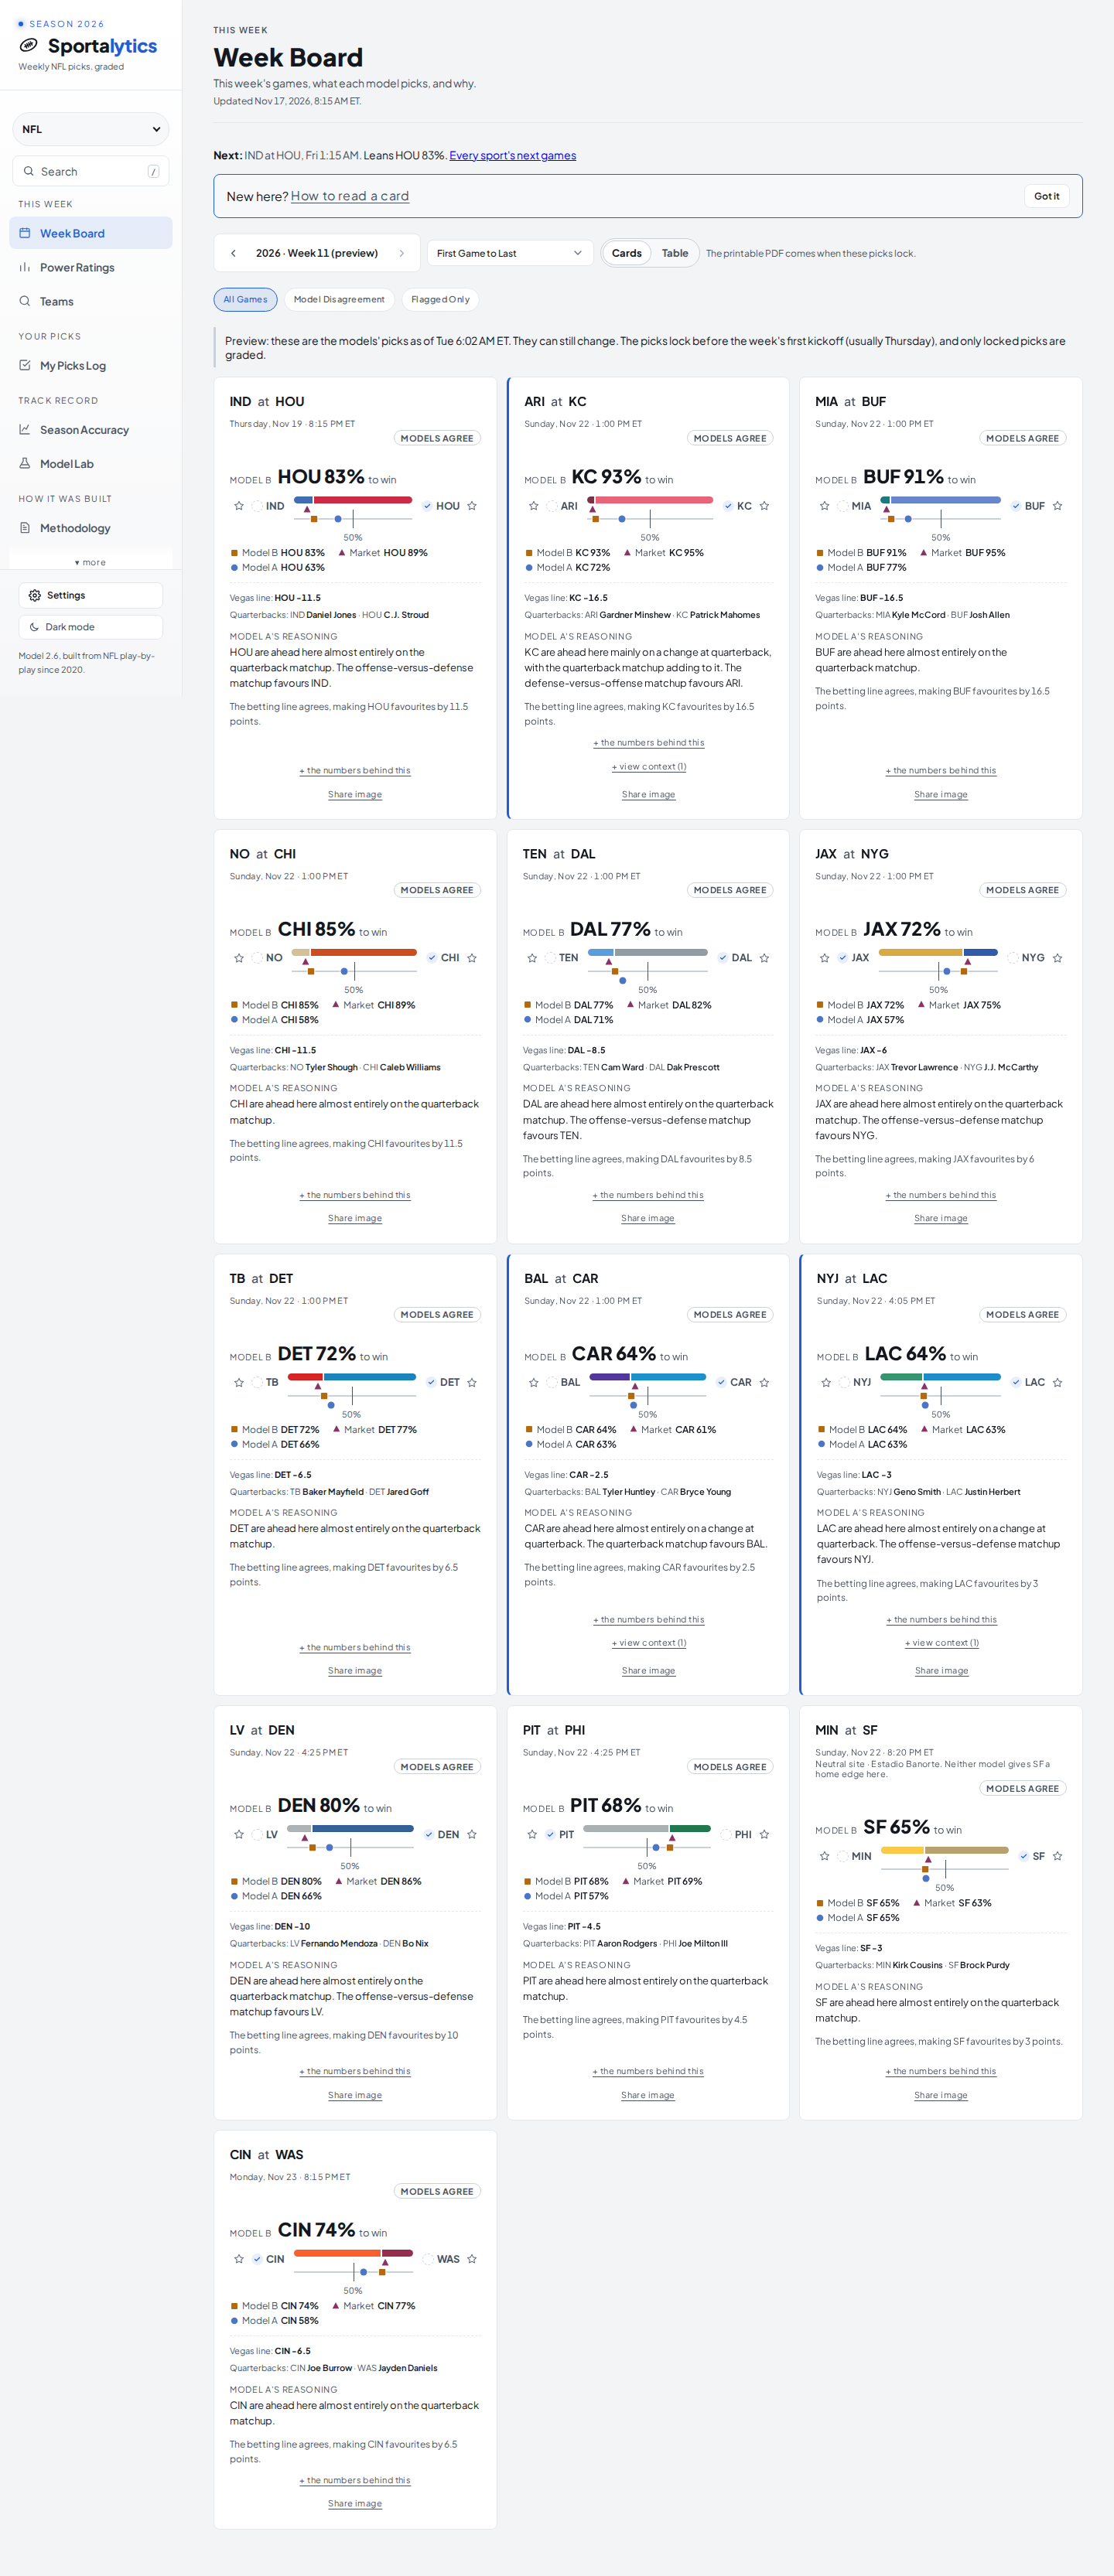 SEASON 2026
Sportalytics
Weekly NFL picks, graded
NFL
Search /
THIS WEEK
Week Board
Power Ratings
Teams
YOUR PICKS
My Picks Log
TRACK RECORD
Season Accuracy
Model Lab
HOW IT WAS BUILT
Methodology
▾ more
Settings
Dark mode
Model 2.6, built from NFL play-by-
play since 2020.
THIS WEEK
Week Board
This week's games, what each model picks, and why.
Updated Nov 17, 2026, 8:15 AM ET.
Next: IND at HOU, Fri 1:15 AM. Leans HOU 83%. Every sport's next games
New here? How to read a card
Got it
2026 · Week 11 (preview)
First Game to Last
Cards Table
The printable PDF comes when these picks lock.
All Games
Model Disagreement
Flagged Only
Preview: these are the models' picks as of Tue 6:02 AM ET. They can still change. The picks lock before the week's first kickoff (usually Thursday), and only locked picks are
graded.
IND at HOU
Thursday, Nov 19 · 8:15 PM ET
MODELS AGREE
MODEL B HOU 83% to win
IND HOU
50%
Model B HOU 83% Market HOU 89%
Model A HOU 63%
Vegas line: HOU -11.5
Quarterbacks: IND Daniel Jones · HOU C.J. Stroud
MODEL A'S REASONING
HOU are ahead here almost entirely on the
quarterback matchup. The offense-versus-defense
matchup favours IND.
The betting line agrees, making HOU favourites by 11.5
points.
+ the numbers behind this
Share image
ARI at KC
Sunday, Nov 22 · 1:00 PM ET
MODELS AGREE
MODEL B KC 93% to win
ARI KC
50%
Model B KC 93% Market KC 95%
Model A KC 72%
Vegas line: KC -16.5
Quarterbacks: ARI Gardner Minshew · KC Patrick Mahomes
MODEL A'S REASONING
KC are ahead here mainly on a change at quarterback,
with the quarterback matchup adding to it. The
defense-versus-offense matchup favours ARI.
The betting line agrees, making KC favourites by 16.5
points.
+ the numbers behind this
+ view context (1)
Share image
MIA at BUF
Sunday, Nov 22 · 1:00 PM ET
MODELS AGREE
MODEL B BUF 91% to win
MIA BUF
50%
Model B BUF 91% Market BUF 95%
Model A BUF 77%
Vegas line: BUF -16.5
Quarterbacks: MIA Kyle McCord · BUF Josh Allen
MODEL A'S REASONING
BUF are ahead here almost entirely on the
quarterback matchup.
The betting line agrees, making BUF favourites by 16.5
points.
+ the numbers behind this
Share image
NO at CHI
Sunday, Nov 22 · 1:00 PM ET
MODELS AGREE
MODEL B CHI 85% to win
NO CHI
50%
Model B CHI 85% Market CHI 89%
Model A CHI 58%
Vegas line: CHI -11.5
Quarterbacks: NO Tyler Shough · CHI Caleb Williams
MODEL A'S REASONING
CHI are ahead here almost entirely on the quarterback
matchup.
The betting line agrees, making CHI favourites by 11.5
points.
+ the numbers behind this
Share image
TEN at DAL
Sunday, Nov 22 · 1:00 PM ET
MODELS AGREE
MODEL B DAL 77% to win
TEN DAL
50%
Model B DAL 77% Market DAL 82%
Model A DAL 71%
Vegas line: DAL -8.5
Quarterbacks: TEN Cam Ward · DAL Dak Prescott
MODEL A'S REASONING
DAL are ahead here almost entirely on the quarterback
matchup. The offense-versus-defense matchup
favours TEN.
The betting line agrees, making DAL favourites by 8.5
points.
+ the numbers behind this
Share image
JAX at NYG
Sunday, Nov 22 · 1:00 PM ET
MODELS AGREE
MODEL B JAX 72% to win
JAX NYG
50%
Model B JAX 72% Market JAX 75%
Model A JAX 57%
Vegas line: JAX -6
Quarterbacks: JAX Trevor Lawrence · NYG J.J. McCarthy
MODEL A'S REASONING
JAX are ahead here almost entirely on the quarterback
matchup. The offense-versus-defense matchup
favours NYG.
The betting line agrees, making JAX favourites by 6
points.
+ the numbers behind this
Share image
TB at DET
Sunday, Nov 22 · 1:00 PM ET
MODELS AGREE
MODEL B DET 72% to win
TB DET
50%
Model B DET 72% Market DET 77%
Model A DET 66%
Vegas line: DET -6.5
Quarterbacks: TB Baker Mayfield · DET Jared Goff
MODEL A'S REASONING
DET are ahead here almost entirely on the quarterback
matchup.
The betting line agrees, making DET favourites by 6.5
points.
+ the numbers behind this
Share image
BAL at CAR
Sunday, Nov 22 · 1:00 PM ET
MODELS AGREE
MODEL B CAR 64% to win
BAL CAR
50%
Model B CAR 64% Market CAR 61%
Model A CAR 63%
Vegas line: CAR -2.5
Quarterbacks: BAL Tyler Huntley · CAR Bryce Young
MODEL A'S REASONING
CAR are ahead here almost entirely on a change at
quarterback. The quarterback matchup favours BAL.
The betting line agrees, making CAR favourites by 2.5
points.
+ the numbers behind this
+ view context (1)
Share image
NYJ at LAC
Sunday, Nov 22 · 4:05 PM ET
MODELS AGREE
MODEL B LAC 64% to win
NYJ LAC
50%
Model B LAC 64% Market LAC 63%
Model A LAC 63%
Vegas line: LAC -3
Quarterbacks: NYJ Geno Smith · LAC Justin Herbert
MODEL A'S REASONING
LAC are ahead here almost entirely on a change at
quarterback. The offense-versus-defense matchup
favours NYJ.
The betting line agrees, making LAC favourites by 3
points.
+ the numbers behind this
+ view context (1)
Share image
LV at DEN
Sunday, Nov 22 · 4:25 PM ET
MODELS AGREE
MODEL B DEN 80% to win
LV DEN
50%
Model B DEN 80% Market DEN 86%
Model A DEN 66%
Vegas line: DEN -10
Quarterbacks: LV Fernando Mendoza · DEN Bo Nix
MODEL A'S REASONING
DEN are ahead here almost entirely on the
quarterback matchup. The offense-versus-defense
matchup favours LV.
The betting line agrees, making DEN favourites by 10
points.
+ the numbers behind this
Share image
PIT at PHI
Sunday, Nov 22 · 4:25 PM ET
MODELS AGREE
MODEL B PIT 68% to win
PIT PHI
50%
Model B PIT 68% Market PIT 69%
Model A PIT 57%
Vegas line: PIT -4.5
Quarterbacks: PIT Aaron Rodgers · PHI Joe Milton III
MODEL A'S REASONING
PIT are ahead here almost entirely on the quarterback
matchup.
The betting line agrees, making PIT favourites by 4.5
points.
+ the numbers behind this
Share image
MIN at SF
Sunday, Nov 22 · 8:20 PM ET
Neutral site · Estadio Banorte. Neither model gives SF a
home edge here.
MODELS AGREE
MODEL B SF 65% to win
MIN SF
50%
Model B SF 65% Market SF 63%
Model A SF 65%
Vegas line: SF -3
Quarterbacks: MIN Kirk Cousins · SF Brock Purdy
MODEL A'S REASONING
SF are ahead here almost entirely on the quarterback
matchup.
The betting line agrees, making SF favourites by 3 points.
+ the numbers behind this
Share image
CIN at WAS
Monday, Nov 23 · 8:15 PM ET
MODELS AGREE
MODEL B CIN 74% to win
CIN WAS
50%
Model B CIN 74% Market CIN 77%
Model A CIN 58%
Vegas line: CIN -6.5
Quarterbacks: CIN Joe Burrow · WAS Jayden Daniels
MODEL A'S REASONING
CIN are ahead here almost entirely on the quarterback
matchup.
The betting line agrees, making CIN favourites by 6.5
points.
+ the numbers behind this
Share image